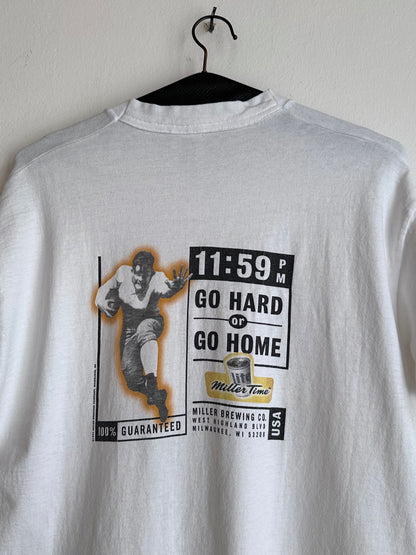 11:59 PM
GO HARD
or
GO HOME
Miller Time
MILLER BREWING CO.
WEST HIGHLAND BLVD
MILWAUKEE, WI 53208
USA
100% GUARANTEED